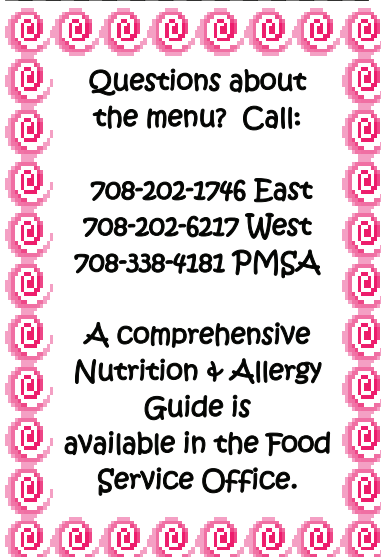 Questions about
the menu? Call:
708-202-1746 East
708-202-6217 West
708-338-4181 PMSA
A comprehensive
Nutrition & Allergy
Guide is
available in the Food
Service Office.